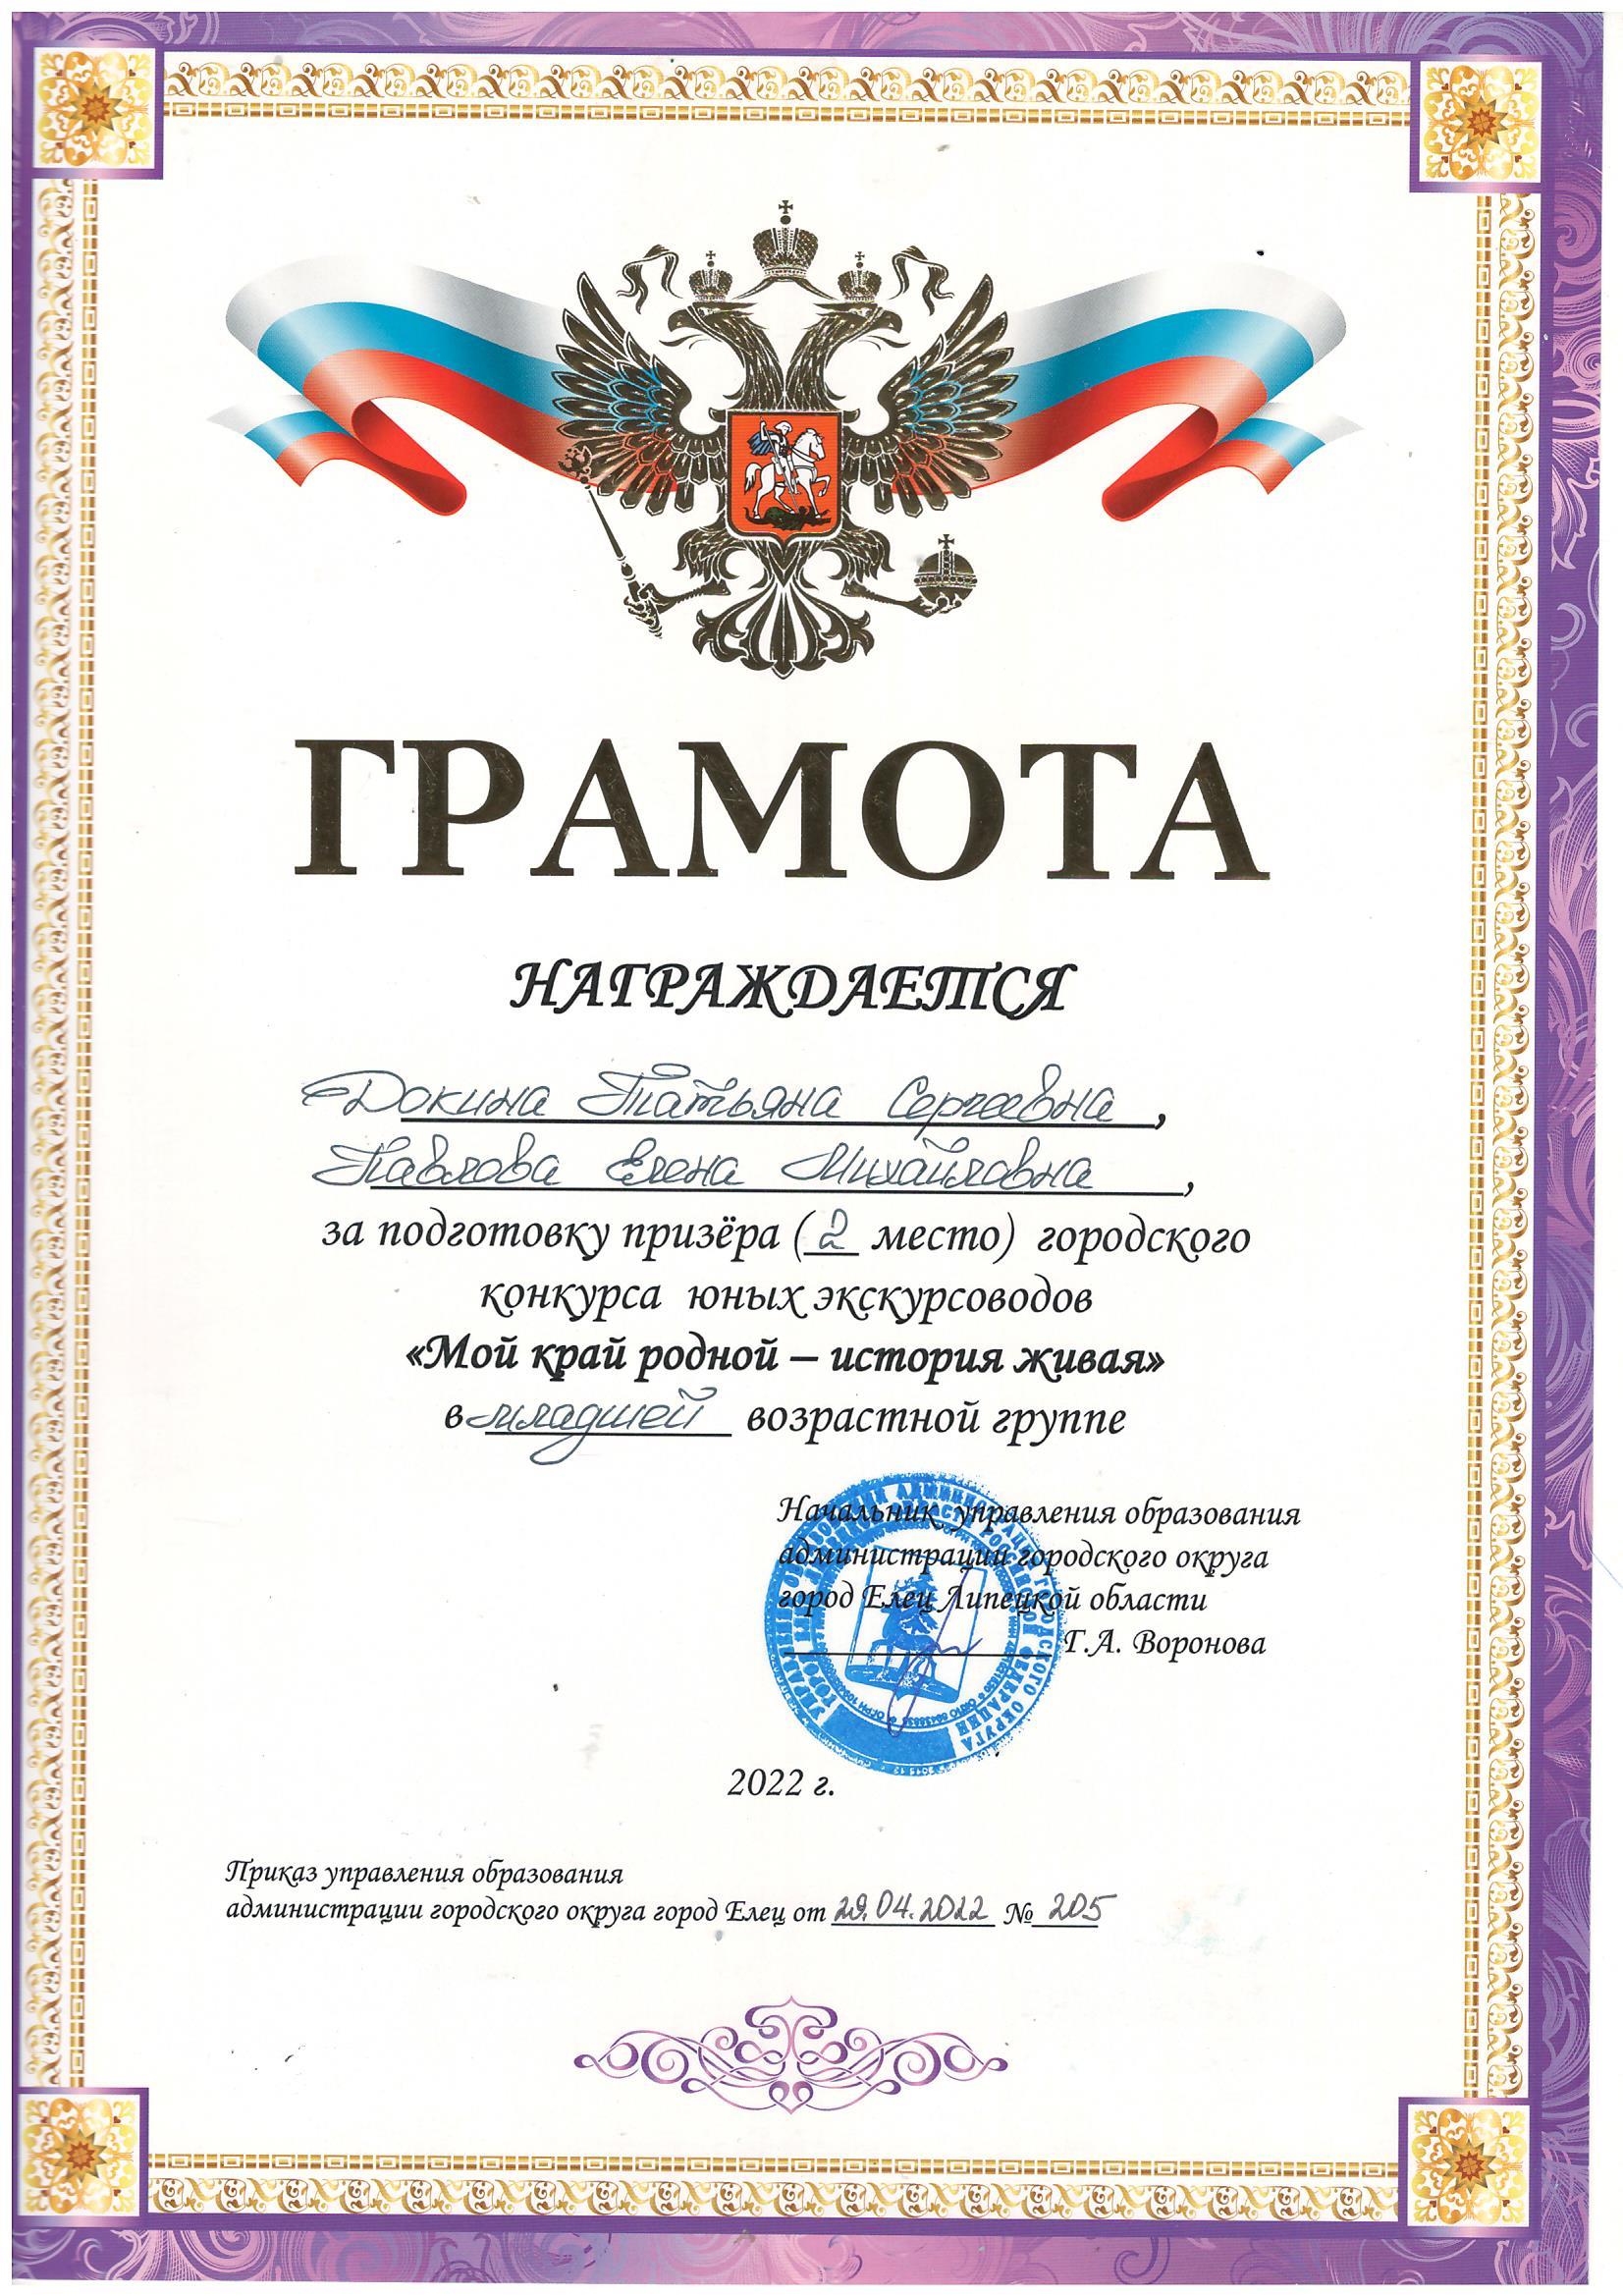 ГРАМОТА
НАГРАЖДАЕТСЯ
Докина Татьяна Сергеевна,
Павлова Елена Михайловна,
за подготовку призёра (2 место) городского
конкурса юных экскурсоводов
«Мой край родной – история живая»
в младшей возрастной группе
Начальник управления образования
администрации городского округа
город Елец Липецкой области
Г.А. Воронова
2022 г.
Приказ управления образования
администрации городского округа город Елец от 29.04.2022 № 205